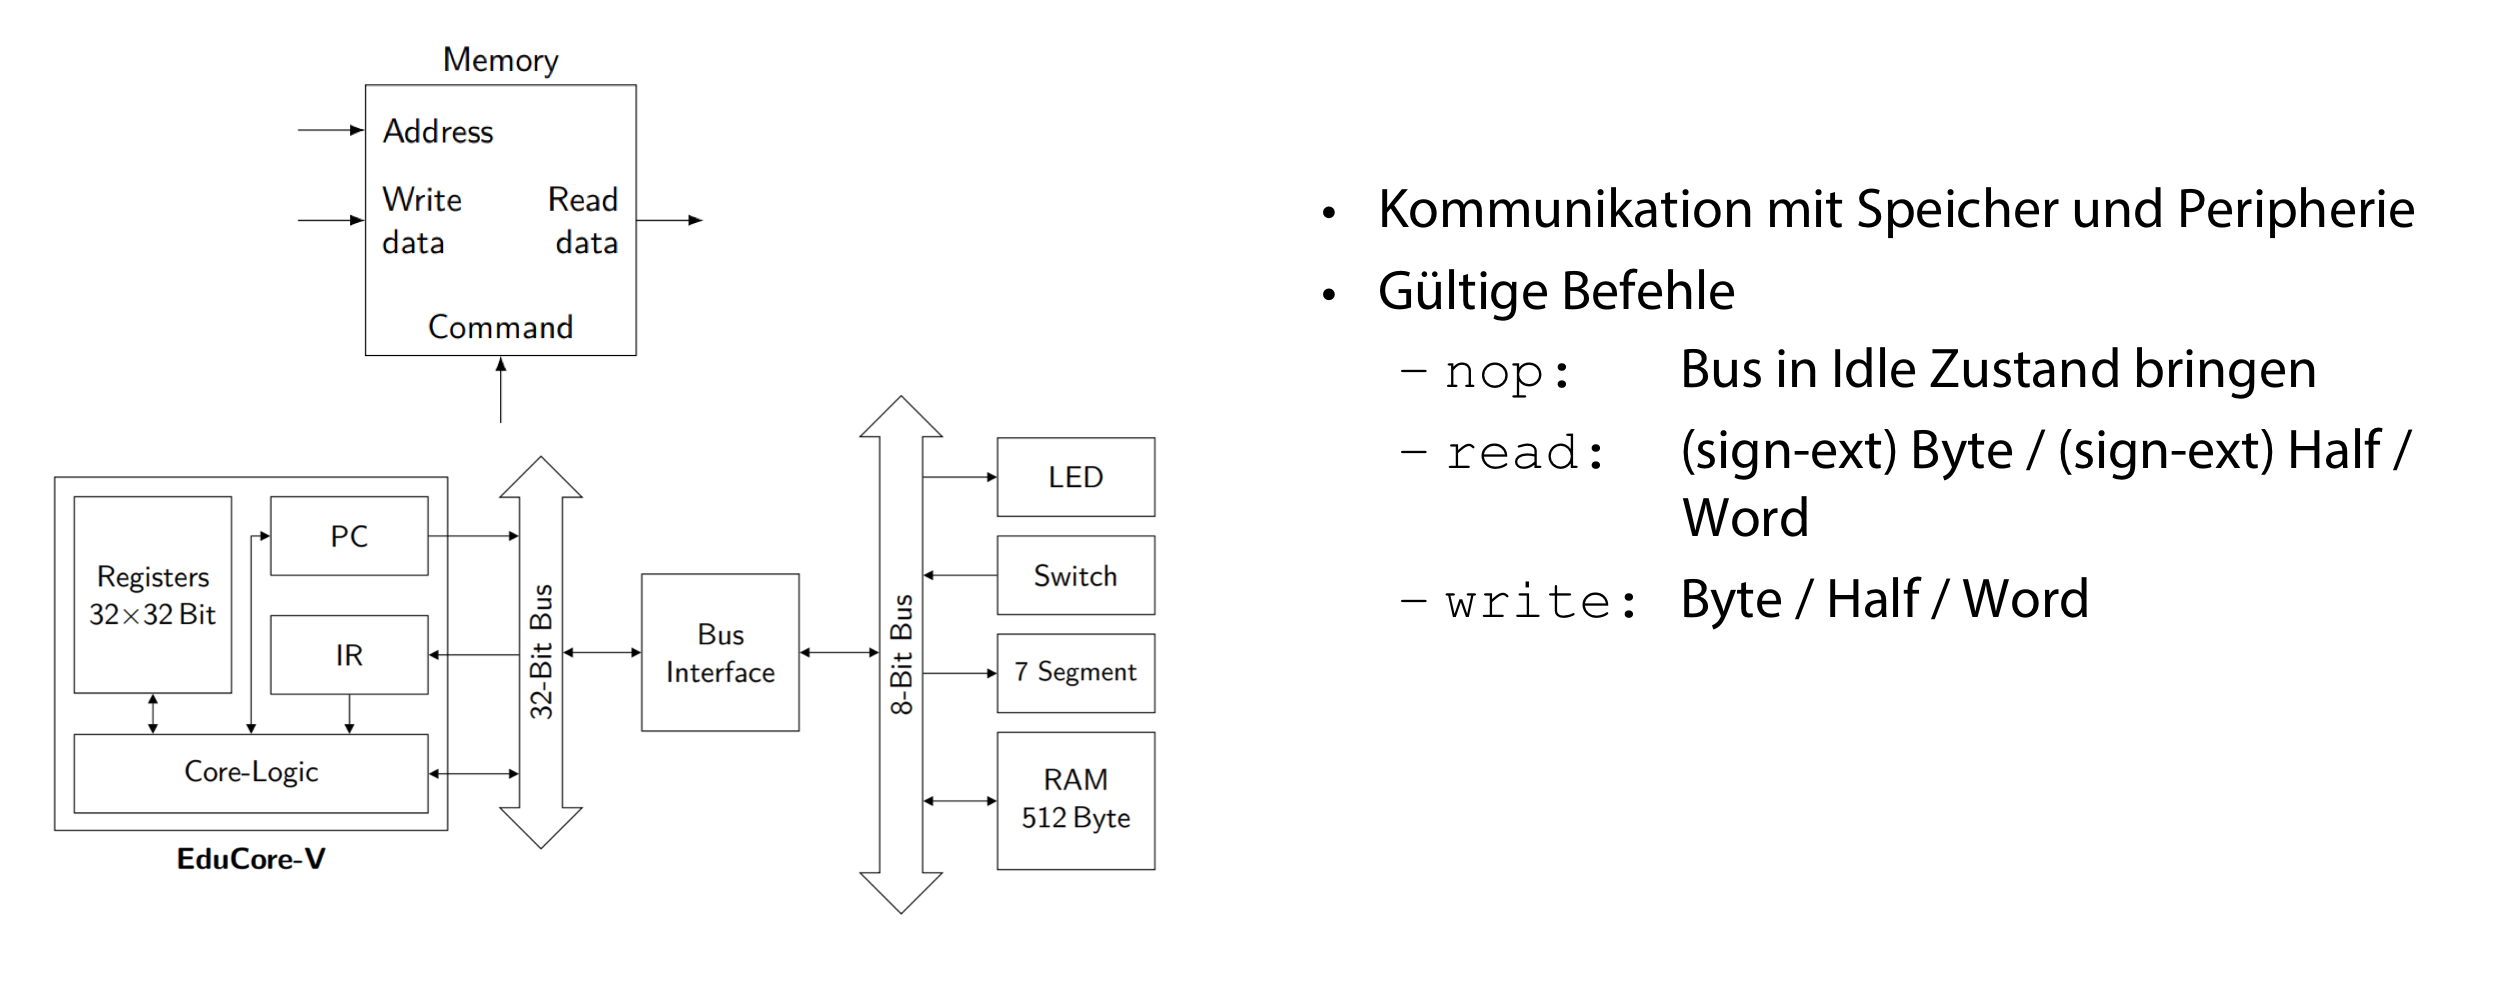 Memory
Address
Write
data
Read
data
Command
Registers
32×32 Bit
PC
IR
Core-Logic
EduCore-V
32-Bit Bus
Bus
Interface
8-Bit Bus
LED
Switch
7 Segment
RAM
512 Byte
• Kommunikation mit Speicher und Peripherie
• Gültige Befehle
– nop: Bus in Idle Zustand bringen
– read: (sign-ext) Byte / (sign-ext) Half /
Word
– write: Byte / Half / Word